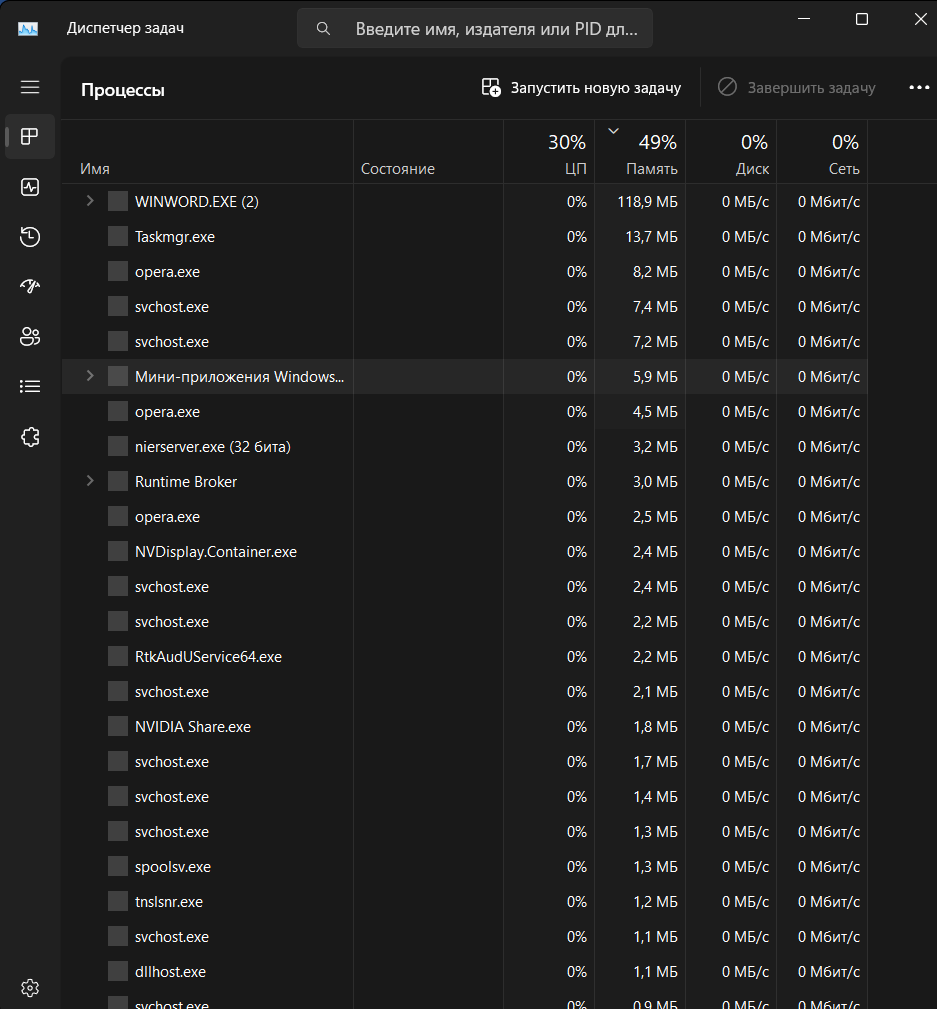 Диспетчер задач
Введите имя, издателя или PID дл...
Процессы
Запустить новую задачу
Завершить задачу
30% 49% 0% 0%
Имя Состояние ЦП Память Диск Сеть
WINWORD.EXE (2) 0% 118,9 МБ 0 МБ/с 0 Мбит/с
Taskmgr.exe 0% 13,7 МБ 0 МБ/с 0 Мбит/с
opera.exe 0% 8,2 МБ 0 МБ/с 0 Мбит/с
svchost.exe 0% 7,4 МБ 0 МБ/с 0 Мбит/с
svchost.exe 0% 7,2 МБ 0 МБ/с 0 Мбит/с
Мини-приложения Windows... 0% 5,9 МБ 0 МБ/с 0 Мбит/с
opera.exe 0% 4,5 МБ 0 МБ/с 0 Мбит/с
nierserver.exe (32 бита) 0% 3,2 МБ 0 МБ/с 0 Мбит/с
Runtime Broker 0% 3,0 МБ 0 МБ/с 0 Мбит/с
opera.exe 0% 2,5 МБ 0 МБ/с 0 Мбит/с
NVDisplay.Container.exe 0% 2,4 МБ 0 МБ/с 0 Мбит/с
svchost.exe 0% 2,4 МБ 0 МБ/с 0 Мбит/с
svchost.exe 0% 2,2 МБ 0 МБ/с 0 Мбит/с
RtkAudUService64.exe 0% 2,2 МБ 0 МБ/с 0 Мбит/с
svchost.exe 0% 2,1 МБ 0 МБ/с 0 Мбит/с
NVIDIA Share.exe 0% 1,8 МБ 0 МБ/с 0 Мбит/с
svchost.exe 0% 1,7 МБ 0 МБ/с 0 Мбит/с
svchost.exe 0% 1,4 МБ 0 МБ/с 0 Мбит/с
svchost.exe 0% 1,3 МБ 0 МБ/с 0 Мбит/с
spoolsv.exe 0% 1,3 МБ 0 МБ/с 0 Мбит/с
tnslsnr.exe 0% 1,2 МБ 0 МБ/с 0 Мбит/с
svchost.exe 0% 1,1 МБ 0 МБ/с 0 Мбит/с
dllhost.exe 0% 1,1 МБ 0 МБ/с 0 Мбит/с
svchost.exe 0% 0,9 МБ 0 МБ/с 0 Мбит/с